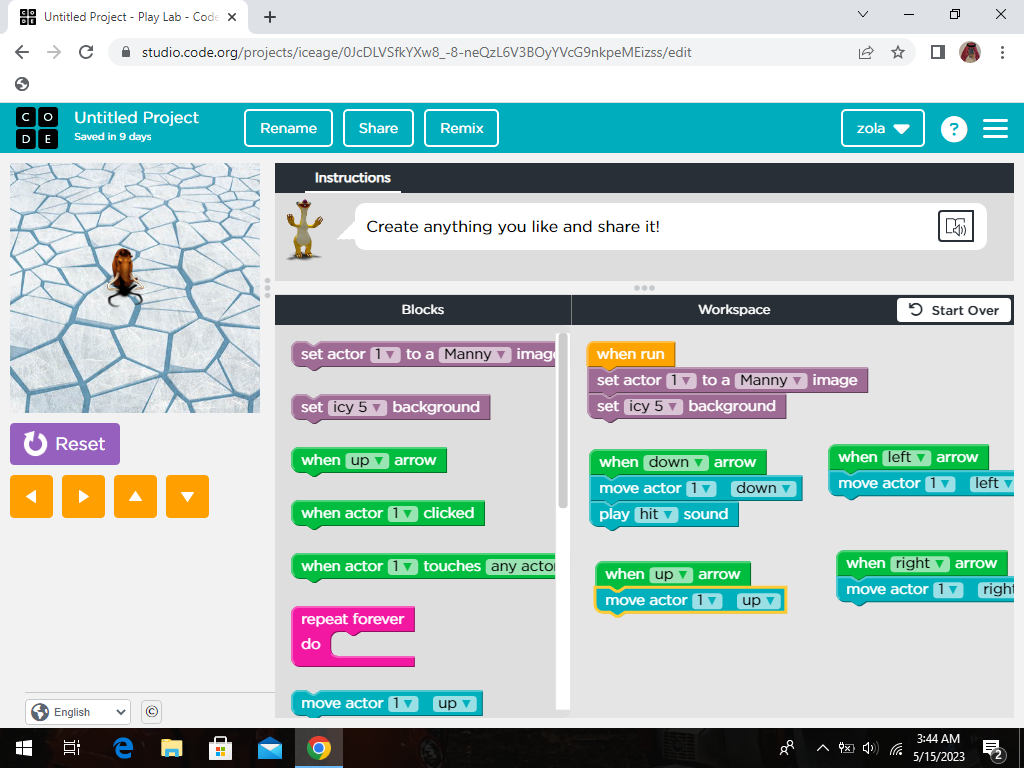 Untitled Project - Play Lab - Code
studio.code.org/projects/iceage/0JcDLVSfkYXw8_-8-neQzL6V3BOyYVcG9nkpeMEizss/edit
C O
D E
Untitled Project
Saved in 9 days
Rename
Share
Remix
zola
?
Instructions
Create anything you like and share it!
Blocks
Workspace
Start Over
set actor 1 to a Manny image
set icy 5 background
when up arrow
when actor 1 clicked
when actor 1 touches any actor
repeat forever
do
move actor 1 up
when run
set actor 1 to a Manny image
set icy 5 background
when down arrow
move actor 1 down
play hit sound
when left arrow
move actor 1 left
when up arrow
move actor 1 up
when right arrow
move actor 1 right
Reset
English
©
3:44 AM
5/15/2023
2